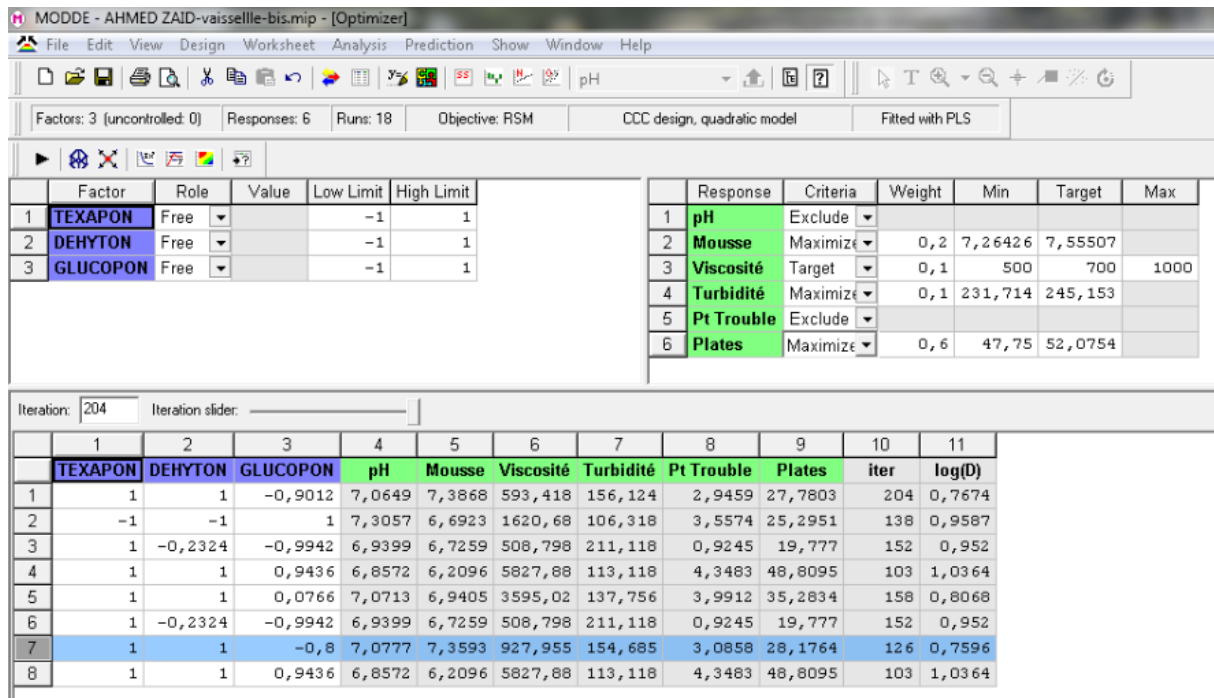 MODDE - AHMED ZAID-vaissellle-bis.mip - [Optimizer]
File Edit View Design Worksheet Analysis Prediction Show Window Help
pH
Factors: 3 (uncontrolled: 0) Responses: 6 Runs: 18 Objective: RSM CCC design, quadratic model Fitted with PLS
Factor Role Value Low Limit High Limit
1 TEXAPON Free -1 1
2 DEHYTON Free -1 1
3 GLUCOPON Free -1 1
Response Criteria Weight Min Target Max
1 pH Exclude
2 Mousse Maximize 0,2 7,26426 7,55507
3 Viscosité Target 0,1 500 700 1000
4 Turbidité Maximize 0,1 231,714 245,153
5 Pt Trouble Exclude
6 Plates Maximize 0,6 47,75 52,0754
Iteration: 204 Iteration slider:
1 2 3 4 5 6 7 8 9 10 11
TEXAPON DEHYTON GLUCOPON pH Mousse Viscosité Turbidité Pt Trouble Plates iter log(D)
1 1 1 -0,9012 7,0649 7,3868 593,418 156,124 2,9459 27,7803 204 0,7674
2 -1 -1 1 7,3057 6,6923 1620,68 106,318 3,5574 25,2951 138 0,9587
3 1 -0,2324 -0,9942 6,9399 6,7259 508,798 211,118 0,9245 19,777 152 0,952
4 1 1 0,9436 6,8572 6,2096 5827,88 113,118 4,3483 48,8095 103 1,0364
5 1 1 0,0766 7,0713 6,9405 3595,02 137,756 3,9912 35,2834 158 0,8068
6 1 -0,2324 -0,9942 6,9399 6,7259 508,798 211,118 0,9245 19,777 152 0,952
7 1 1 -0,8 7,0777 7,3593 927,955 154,685 3,0858 28,1764 126 0,7596
8 1 1 0,9436 6,8572 6,2096 5827,88 113,118 4,3483 48,8095 103 1,0364